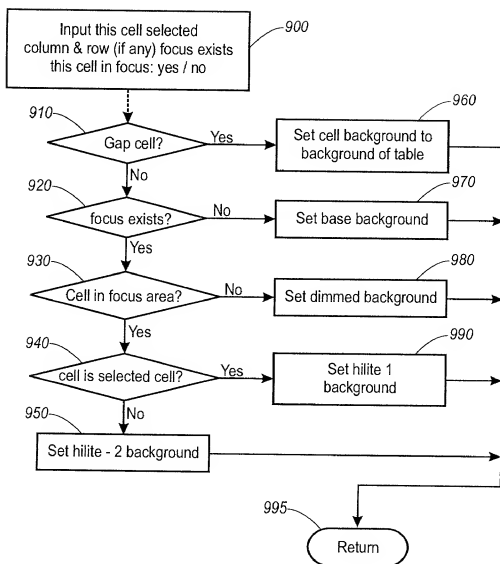 Input this cell selected
column & row (if any) focus exists
this cell in focus: yes / no
900
910
Gap cell?
Yes
No
960
Set cell background to
background of table
920
focus exists?
No
Yes
970
Set base background
930
Cell in focus area?
No
Yes
980
Set dimmed background
940
cell is selected cell?
Yes
No
990
Set hilite 1
background
950
Set hilite - 2 background
995
Return